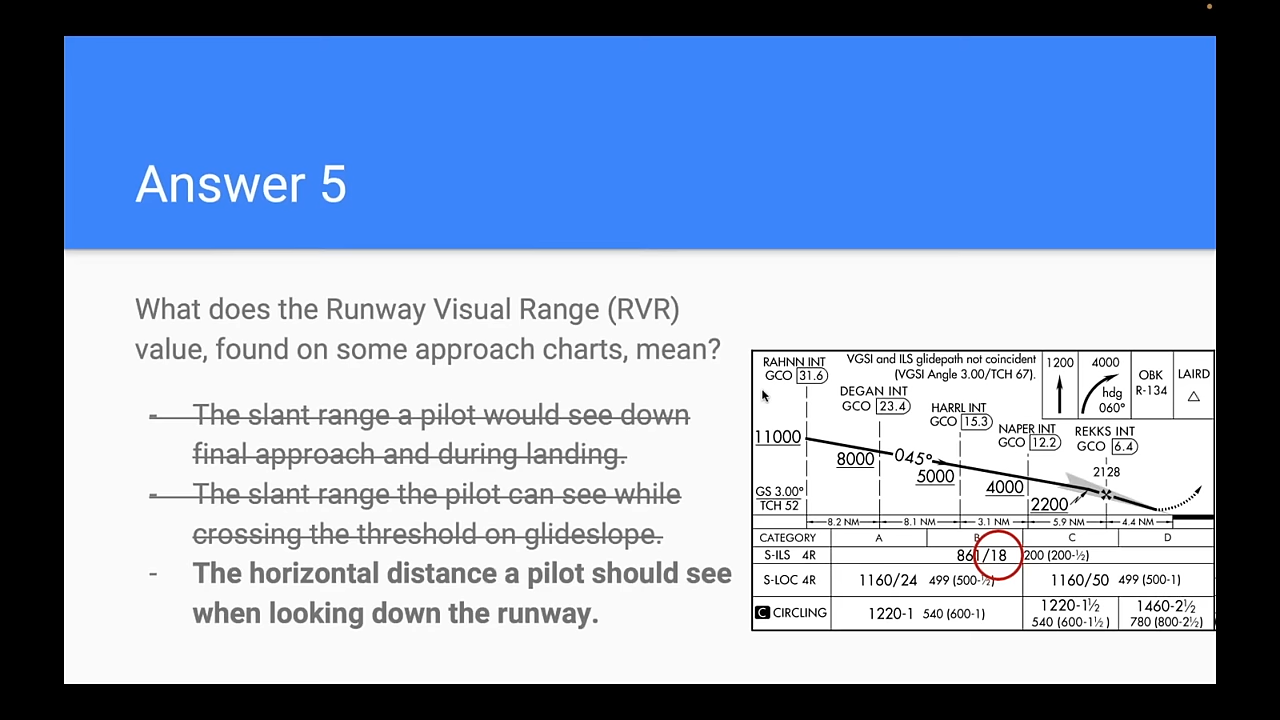 Answer 5
What does the Runway Visual Range (RVR)
value, found on some approach charts, mean?
- The slant range a pilot would see down
final approach and during landing.
- The slant range the pilot can see while
crossing the threshold on glideslope.
- The horizontal distance a pilot should see
when looking down the runway.
RAHNN INT
GCO 31.6
VGSI and ILS glidepath not coincident
(VGSI Angle 3.00/TCH 67).
DEGAN INT
GCO 23.4
HARRL INT
GCO 15.3
NAPER INT
GCO 12.2
REKKS INT
GCO 6.4
1200
4000
hdg
060°
OBK
R-134
LAIRD
11000
8000
045°
5000
4000
2200
2128
GS 3.00°
TCH 52
8.2 NM 8.1 NM 3.1 NM 5.9 NM 4.4 NM
CATEGORY A B C D
S-ILS 4R 861/18 200 (200-½)
S-LOC 4R 1160/24 499 (500-½) 1160/50 499 (500-1)
C CIRCLING 1220-1 540 (600-1) 1220-1½ 1460-2½
540 (600-1½) 780 (800-2½)